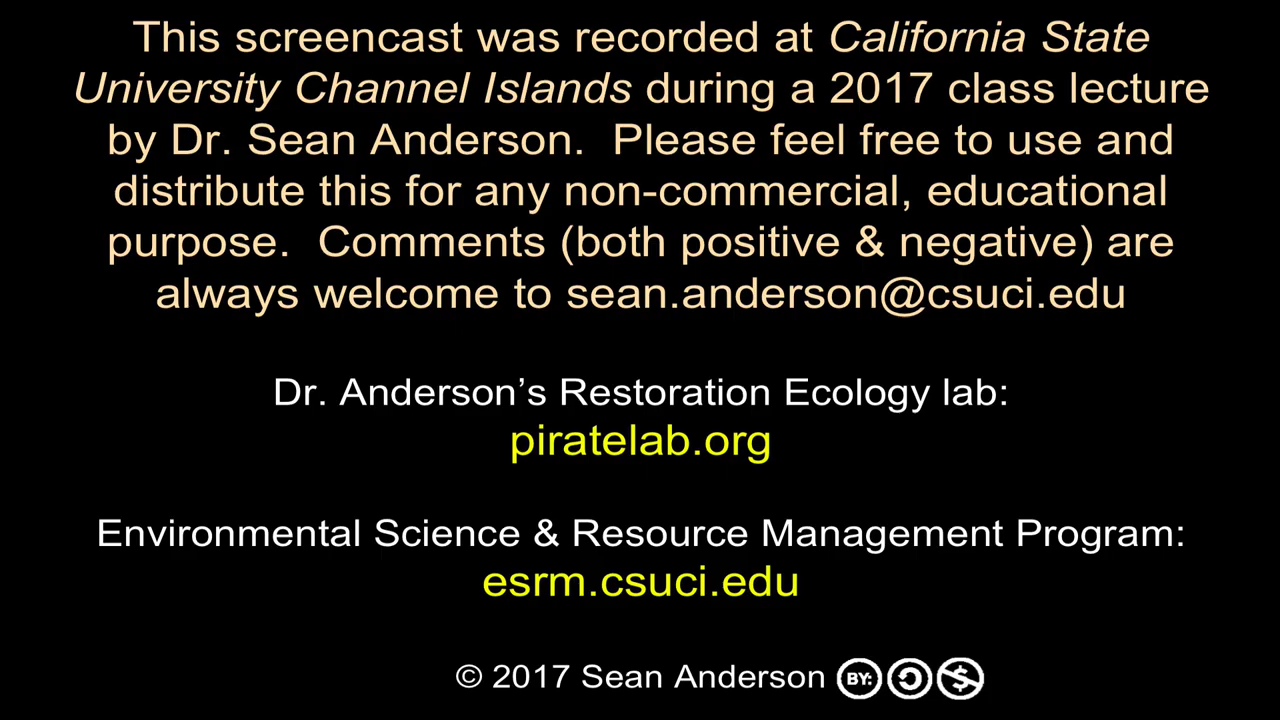 This screencast was recorded at California State
University Channel Islands during a 2017 class lecture
by Dr. Sean Anderson.  Please feel free to use and
distribute this for any non-commercial, educational
purpose.  Comments (both positive & negative) are
always welcome to sean.anderson@csuci.edu
Dr. Anderson’s Restoration Ecology lab:
piratelab.org
Environmental Science & Resource Management Program:
esrm.csuci.edu
© 2017 Sean Anderson BY: $